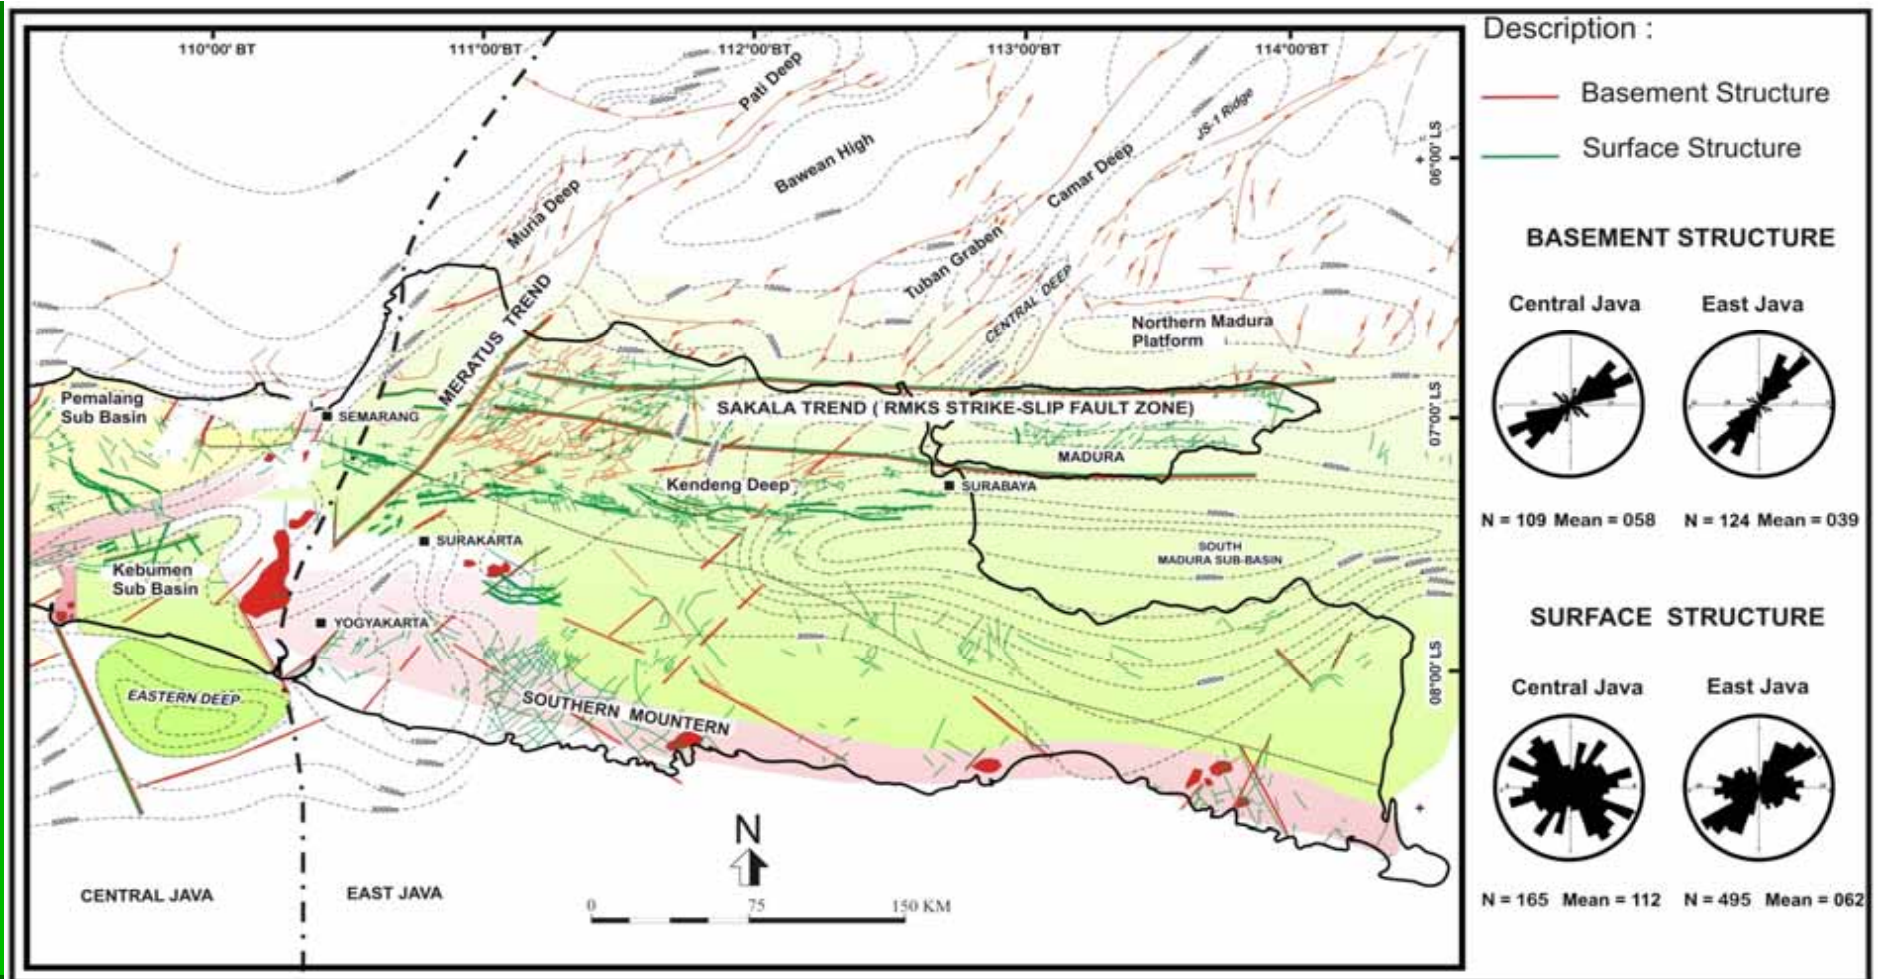 110°00' BT
111°00'BT
112°00'BT
113°00'BT
114°00'BT
06°00' LS
07°00' LS
08°00' LS
Pati Deep
Bawean High
Muria Deep
JS-1 Ridge
Camar Deep
Tuban Graben
CENTRAL DEEP
Northern Madura
Platform
MERATUS TREND
Pemalang
Sub Basin
SEMARANG
SAKALA TREND ( RMKS STRIKE-SLIP FAULT ZONE)
MADURA
Kendeng Deep
SURABAYA
SURAKARTA
SOUTH
MADURA SUB-BASIN
Kebumen
Sub Basin
YOGYAKARTA
EASTERN DEEP
SOUTHERN MOUNTERN
N
CENTRAL JAVA
EAST JAVA
0 75 150 KM
Description :
Basement Structure
Surface Structure
BASEMENT STRUCTURE
Central Java East Java
N = 109 Mean = 058 N = 124 Mean = 039
SURFACE STRUCTURE
Central Java East Java
N = 165 Mean = 112 N = 495 Mean = 062